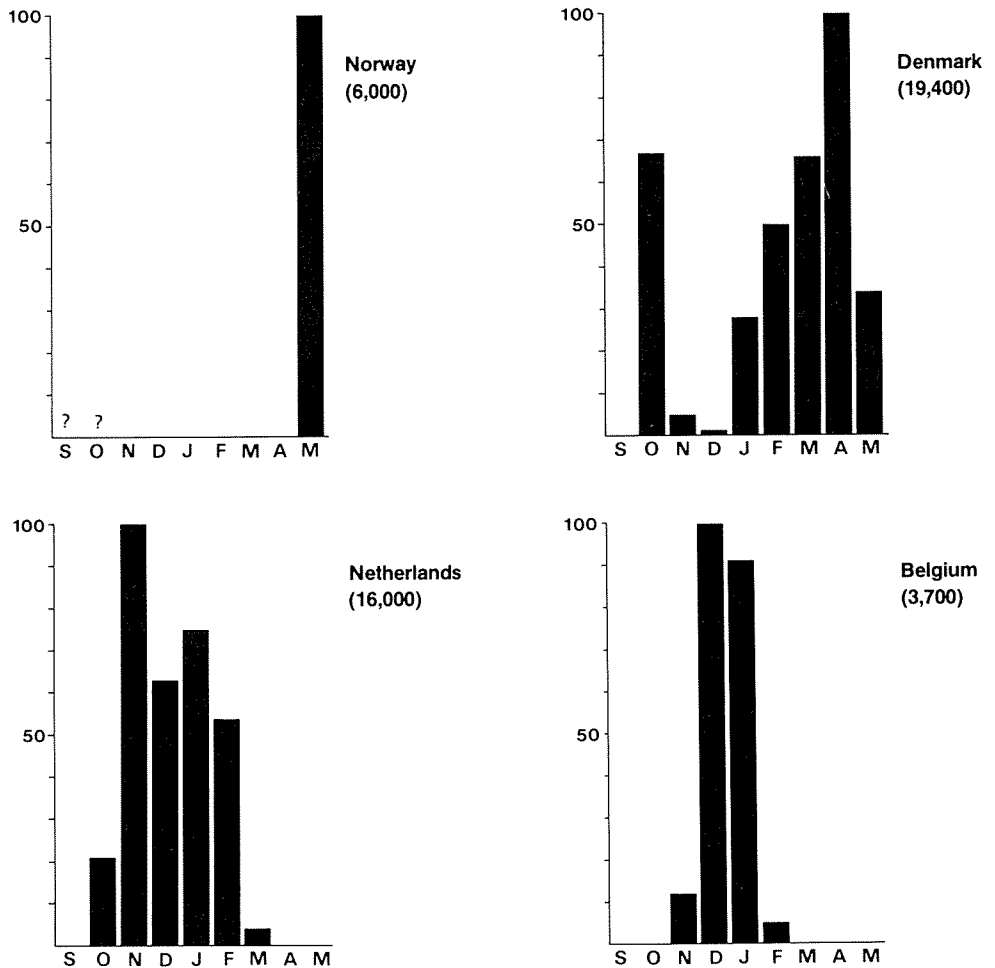 100
50
? ?
S O N D J F M A M
Norway
(6,000)
100
50
S O N D J F M A M
Denmark
(19,400)
100
50
S O N D J F M A M
Netherlands
(16,000)
100
50
S O N D J F M A M
Belgium
(3,700)